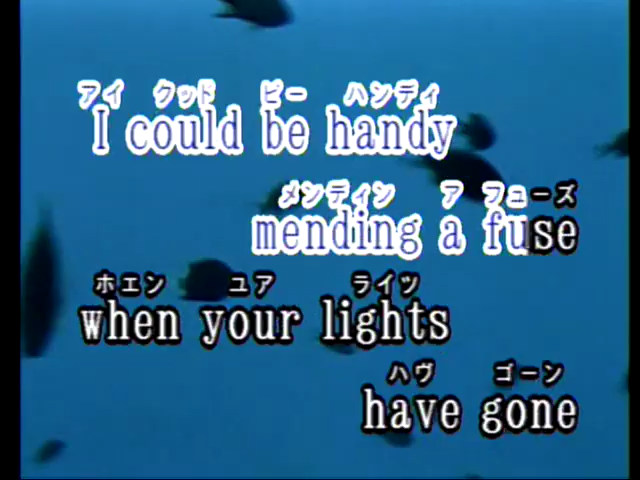 アイ クッド ビー ハンディ
I could be handy
メンディン ア フューズ
mending a fuse
ホエン ユア ライツ
when your lights
ハヴ ゴーン
have gone